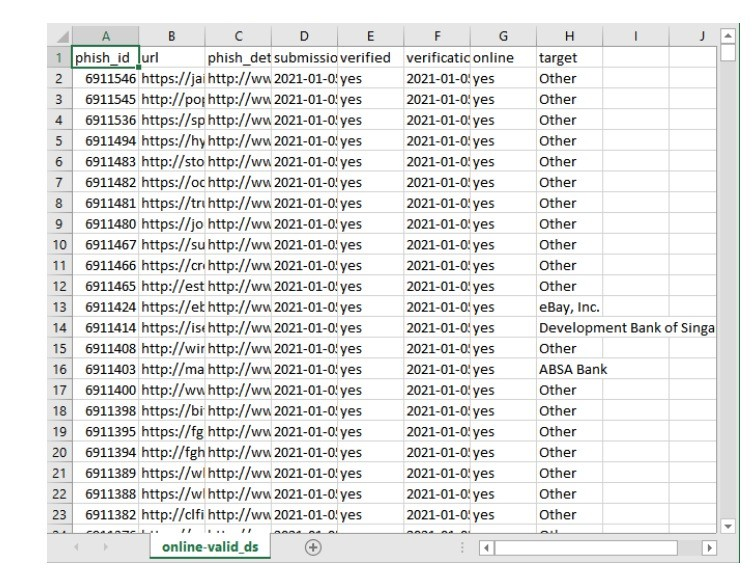 A B C D E F G H I J
1 phish_id url phish_det submissio verified verificatic online target
2 6911546 https://jai http://ww 2021-01-0 yes 2021-01-0 yes Other
3 6911545 http://po http://ww 2021-01-0 yes 2021-01-0 yes Other
4 6911536 https://sp http://ww 2021-01-0 yes 2021-01-0 yes Other
5 6911494 https://hy http://ww 2021-01-0 yes 2021-01-0 yes Other
6 6911483 http://sto http://ww 2021-01-0 yes 2021-01-0 yes Other
7 6911482 https://oc http://ww 2021-01-0 yes 2021-01-0 yes Other
8 6911481 https://tr http://ww 2021-01-0 yes 2021-01-0 yes Other
9 6911480 https://jo http://ww 2021-01-0 yes 2021-01-0 yes Other
10 6911467 https://su http://ww 2021-01-0 yes 2021-01-0 yes Other
11 6911466 https://cr http://ww 2021-01-0 yes 2021-01-0 yes Other
12 6911465 http://est http://ww 2021-01-0 yes 2021-01-0 yes Other
13 6911424 https://eb http://ww 2021-01-0 yes 2021-01-0 yes eBay, Inc.
14 6911414 https://ise http://ww 2021-01-0 yes 2021-01-0 yes Development Bank of Singa
15 6911408 http://wir http://ww 2021-01-0 yes 2021-01-0 yes Other
16 6911403 http://ma http://ww 2021-01-0 yes 2021-01-0 yes ABSA Bank
17 6911400 http://ww http://ww 2021-01-0 yes 2021-01-0 yes Other
18 6911398 https://bi http://ww 2021-01-0 yes 2021-01-0 yes Other
19 6911395 https://fg http://ww 2021-01-0 yes 2021-01-0 yes Other
20 6911394 http://fgh http://ww 2021-01-0 yes 2021-01-0 yes Other
21 6911389 https://w http://ww 2021-01-0 yes 2021-01-0 yes Other
22 6911388 https://w http://ww 2021-01-0 yes 2021-01-0 yes Other
23 6911382 http://clfi http://ww 2021-01-0 yes 2021-01-0 yes Other
online-valid_ds